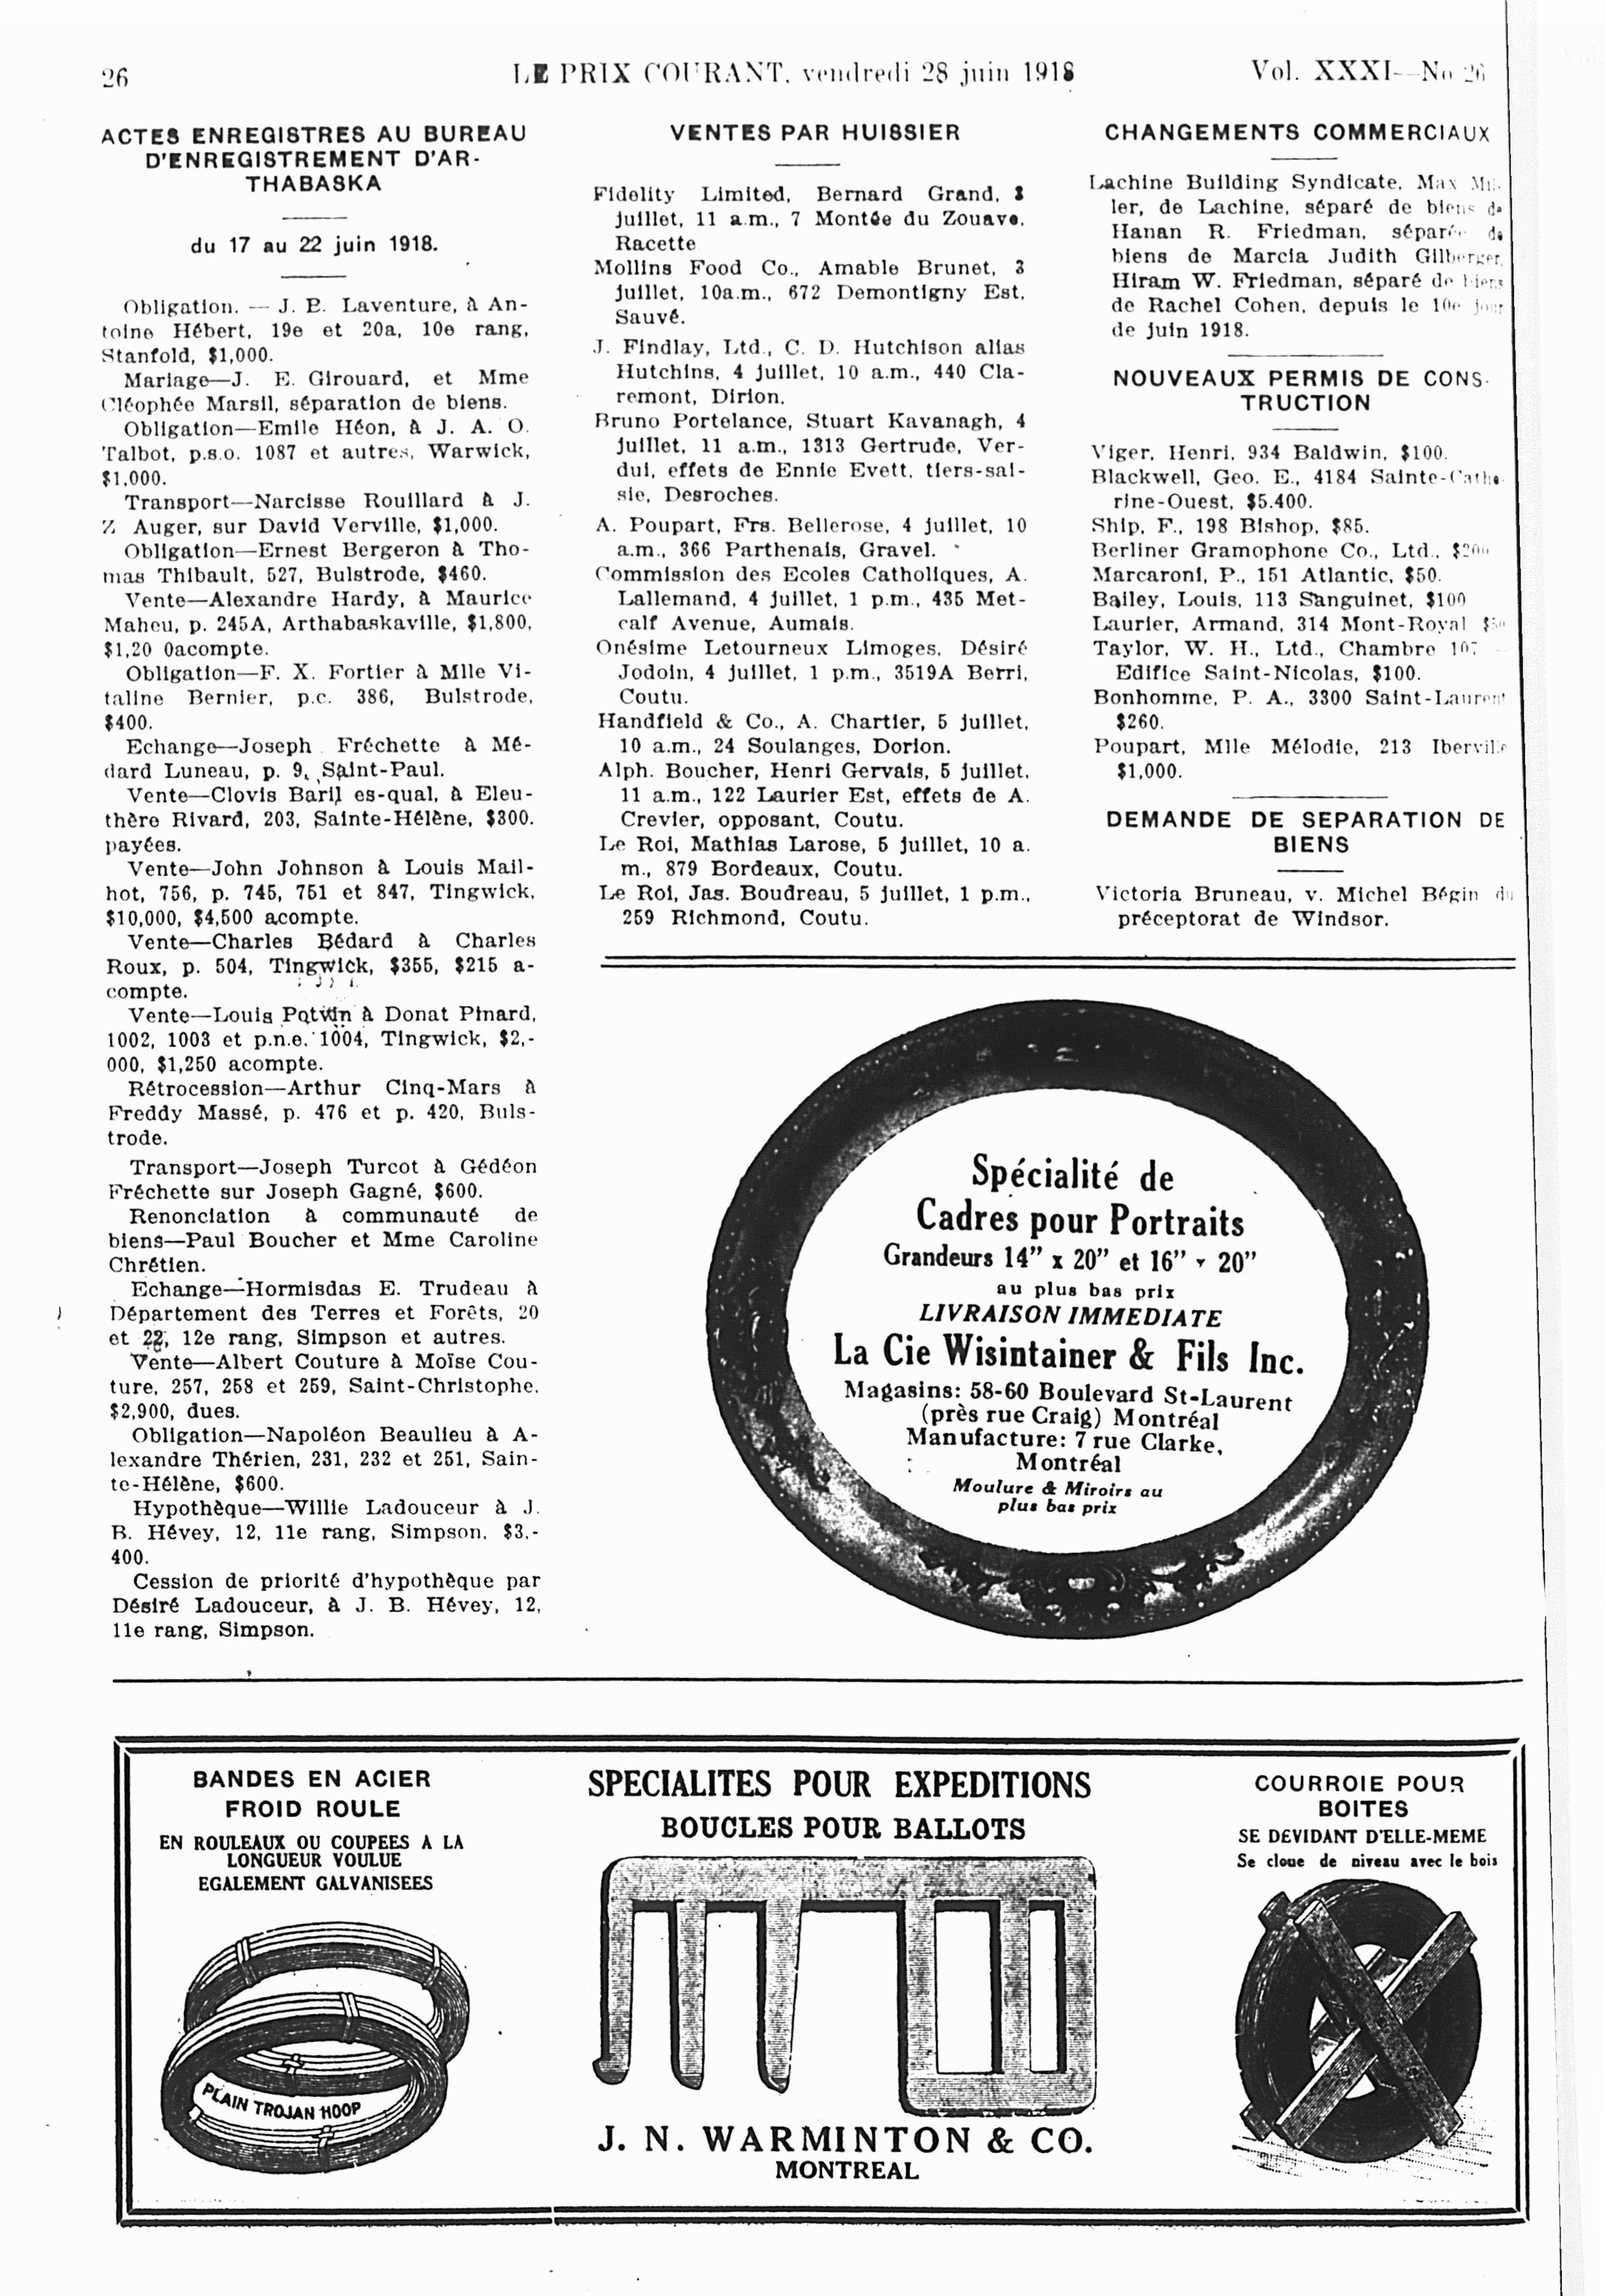 26
LE PRIX COURANT, vendredi 28 juin 1918
Vol. XXXI—No 26
ACTES ENREGISTRES AU BUREAU
D'ENREGISTREMENT D'AR-
THABASKA
du 17 au 22 juin 1918.
Obligation. — J. B. Laventure, à An-
toine Hébert, 19e et 20a, 10e rang,
Stanfold, $1,000.
Mariage—J. E. Girouard, et Mme
Cléophée Marsil, séparation de biens.
Obligation—Emile Héon, à J. A. O.
Talbot, p.s.o. 1087 et autres, Warwick,
$1,000.
Transport—Narcisse Rouillard à J.
Z Auger, sur David Verville, $1,000.
Obligation—Ernest Bergeron à Tho-
mas Thibault, 527, Bulstrode, $460.
Vente—Alexandre Hardy, à Maurice
Maheu, p. 245A, Arthabaskaville, $1,800,
$1,20 0acompte.
Obligation—F. X. Fortier à Mlle Vi-
taline Bernier, p.c. 386, Bulstrode,
$400.
Echange—Joseph Fréchette à Mé-
dard Luneau, p. 9, Saint-Paul.
Vente—Clovis Baril es-qual, à Eleu-
thère Rivard, 203, Sainte-Hélène, $300.
payées.
Vente—John Johnson à Louis Mail-
hot, 756, p. 745, 751 et 847, Tingwick,
$10,000, $4,500 acompte.
Vente—Charles Bédard à Charles
Roux, p. 504, Tingwick, $355, $215 a-
compte.
Vente—Louis Potvin à Donat Pinard,
1002, 1003 et p.n.e. 1004, Tingwick, $2,-
000, $1,250 acompte.
Rétrocession—Arthur Cinq-Mars à
Freddy Massé, p. 476 et p. 420, Buls-
trode.
Transport—Joseph Turcot à Gédéon
Fréchette sur Joseph Gagné, $600.
Renonciation à communauté de
biens—Paul Boucher et Mme Caroline
Chrétien.
Echange—Hormisdas E. Trudeau à
Département des Terres et Forêts, 20
et 22, 12e rang, Simpson et autres.
Vente—Albert Couture à Moïse Cou-
ture, 257, 258 et 259, Saint-Christophe,
$2,900, dues.
Obligation—Napoléon Beaulieu à A-
lexandre Thérien, 231, 232 et 251, Sain-
te-Hélène, $600.
Hypothèque—Willie Ladouceur à J.
B. Hévey, 12, 11e rang, Simpson, $3,-
400.
Cession de priorité d'hypothèque par
Désiré Ladouceur, à J. B. Hévey, 12,
11e rang, Simpson.
VENTES PAR HUISSIER
Fidelity Limited, Bernard Grand, 3
juillet, 11 a.m., 7 Montée du Zouave,
Racette
Mollins Food Co., Amable Brunet, 3
juillet, 10a.m., 672 Demontigny Est,
Sauvé.
J. Findlay, Ltd., C. D. Hutchison alias
Hutchins, 4 juillet, 10 a.m., 440 Cla-
remont, Dirion.
Bruno Portelance, Stuart Kavanagh, 4
juillet, 11 a.m., 1313 Gertrude, Ver-
dul, effets de Ennie Evett, tiers-sai-
sie, Desroches.
A. Poupart, Frs. Bellerose, 4 juillet, 10
a.m., 366 Parthenais, Gravel.
Commission des Ecoles Catholiques, A.
Lallemand, 4 juillet, 1 p.m., 435 Met-
calf Avenue, Aumais.
Onésime Letourneux Limoges, Désiré
Jodoin, 4 juillet, 1 p.m., 3519A Berri,
Coutu.
Handfield & Co., A. Chartier, 5 juillet,
10 a.m., 24 Soulanges, Dorion.
Alph. Boucher, Henri Gervais, 5 juillet,
11 a.m., 122 Laurier Est, effets de A.
Crevier, opposant, Coutu.
Le Roi, Mathias Larose, 5 juillet, 10 a.
m., 879 Bordeaux, Coutu.
Le Roi, Jas. Boudreau, 5 juillet, 1 p.m.,
259 Richmond, Coutu.
CHANGEMENTS COMMERCIAUX
Lachine Building Syndicate, Max Mil-
ler, de Lachine, séparé de biens de
Hanan R. Friedman, séparée de
biens de Marcia Judith Gilberger,
Hiram W. Friedman, séparé de biens
de Rachel Cohen, depuis le 10e jour
de juin 1918.
NOUVEAUX PERMIS DE CONS-
TRUCTION
Viger, Henri, 934 Baldwin, $100.
Blackwell, Geo. E., 4184 Sainte-Cathe-
rine-Ouest, $5.400.
Ship, F., 198 Bishop, $85.
Berliner Gramophone Co., Ltd., $200
Marcaroni, P., 151 Atlantic, $50.
Bailey, Louis, 113 Sanguinet, $100
Laurier, Armand, 314 Mont-Royal
Taylor, W. H., Ltd., Chambre 107
Edifice Saint-Nicolas, $100.
Bonhomme, P. A., 3300 Saint-Laurent
$260.
Poupart, Mlle Mélodie, 213 Iberville
$1,000.
DEMANDE DE SEPARATION DE
BIENS
Victoria Bruneau, v. Michel Bégin du
préceptorat de Windsor.
Spécialité de
Cadres pour Portraits
Grandeurs 14” x 20” et 16” x 20”
au plus bas prix
LIVRAISON IMMEDIATE
La Cie Wisintainer & Fils Inc.
Magasins: 58-60 Boulevard St-Laurent
(près rue Craig) Montréal
Manufacture: 7 rue Clarke,
Montréal
Moulure & Miroirs au
plus bas prix
BANDES EN ACIER
FROID ROULE
EN ROULEAUX OU COUPEES A LA
LONGUEUR VOULUE
EGALEMENT GALVANISEES
PLAIN TROJAN HOOP
SPECIALITES POUR EXPEDITIONS
BOUCLES POUR BALLOTS
J. N. WARMINTON & CO.
MONTREAL
COURROIE POUR
BOITES
SE DEVIDANT D'ELLE-MEME
Se cloue de niveau avec le bois